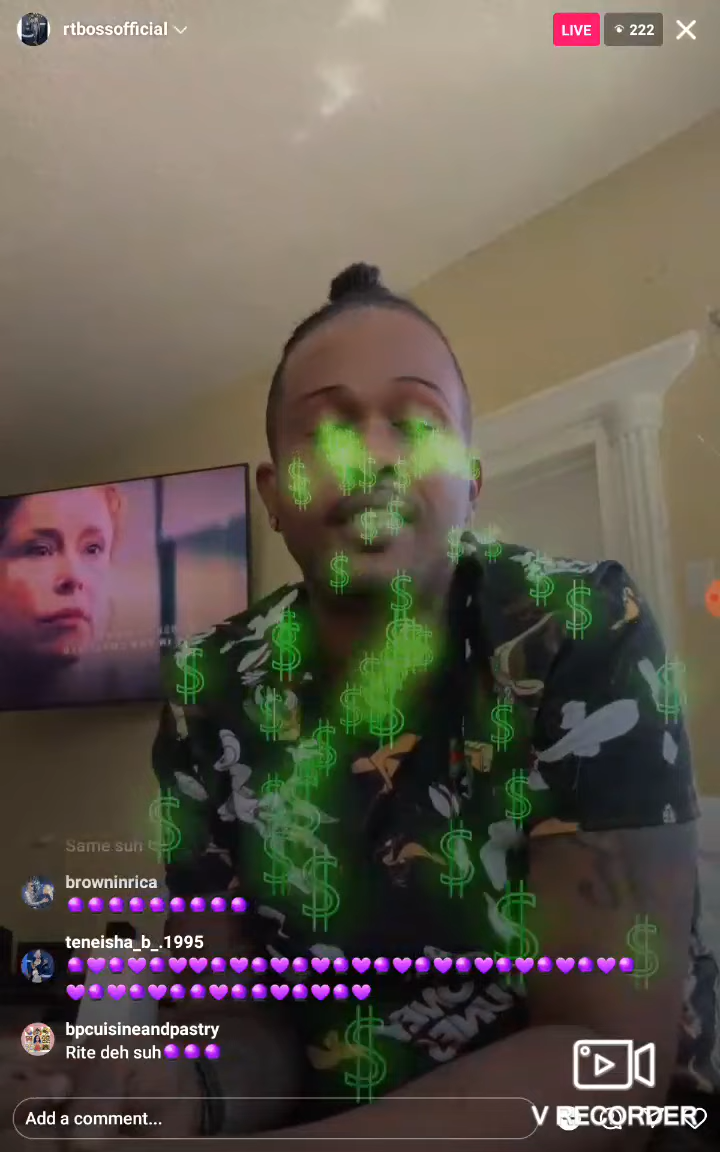 rtbossofficial
LIVE
222
Same suh
browninrica
🟣🟣🟣🟣🟣🟣🟣🟣🟣
teneisha_b_.1995
bpcuisineandpastry
Rite deh suh🟣🟣🟣
Add a comment...
V RECORDER